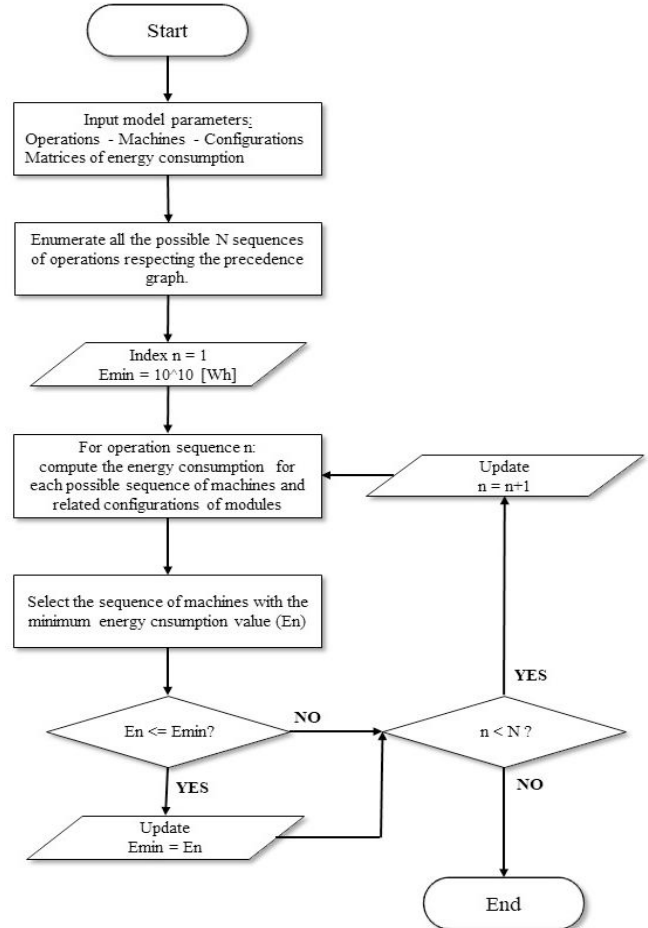 Start
Input model parameters:
Operations - Machines - Configurations
Matrices of energy consumption
Enumerate all the possible N sequences
of operations respecting the precedence
graph.
Index n = 1
Emin = 10^10 [Wh]
For operation sequence n:
compute the energy consumption for
each possible sequence of machines and
related configurations of modules
Update
n = n+1
Select the sequence of machines with the
minimum energy cnsumption value (En)
YES
En <= Emin?
NO
n < N ?
YES
NO
Update
Emin = En
End